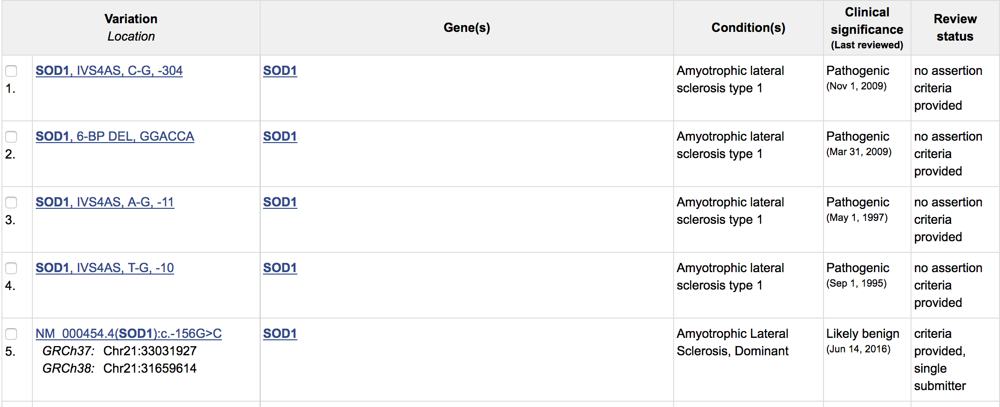 Variation
Location
Gene(s)
Condition(s)
Clinical
significance
(Last reviewed)
Review
status
1.
SOD1, IVS4AS, C-G, -304
SOD1
Amyotrophic lateral
sclerosis type 1
Pathogenic
(Nov 1, 2009)
no assertion
criteria
provided
2.
SOD1, 6-BP DEL, GGACCA
SOD1
Amyotrophic lateral
sclerosis type 1
Pathogenic
(Mar 31, 2009)
no assertion
criteria
provided
3.
SOD1, IVS4AS, A-G, -11
SOD1
Amyotrophic lateral
sclerosis type 1
Pathogenic
(May 1, 1997)
no assertion
criteria
provided
4.
SOD1, IVS4AS, T-G, -10
SOD1
Amyotrophic lateral
sclerosis type 1
Pathogenic
(Sep 1, 1995)
no assertion
criteria
provided
5.
NM_000454.4(SOD1):c.-156G>C
GRCh37: Chr21:33031927
GRCh38: Chr21:31659614
SOD1
Amyotrophic Lateral
Sclerosis, Dominant
Likely benign
(Jun 14, 2016)
criteria
provided,
single
submitter